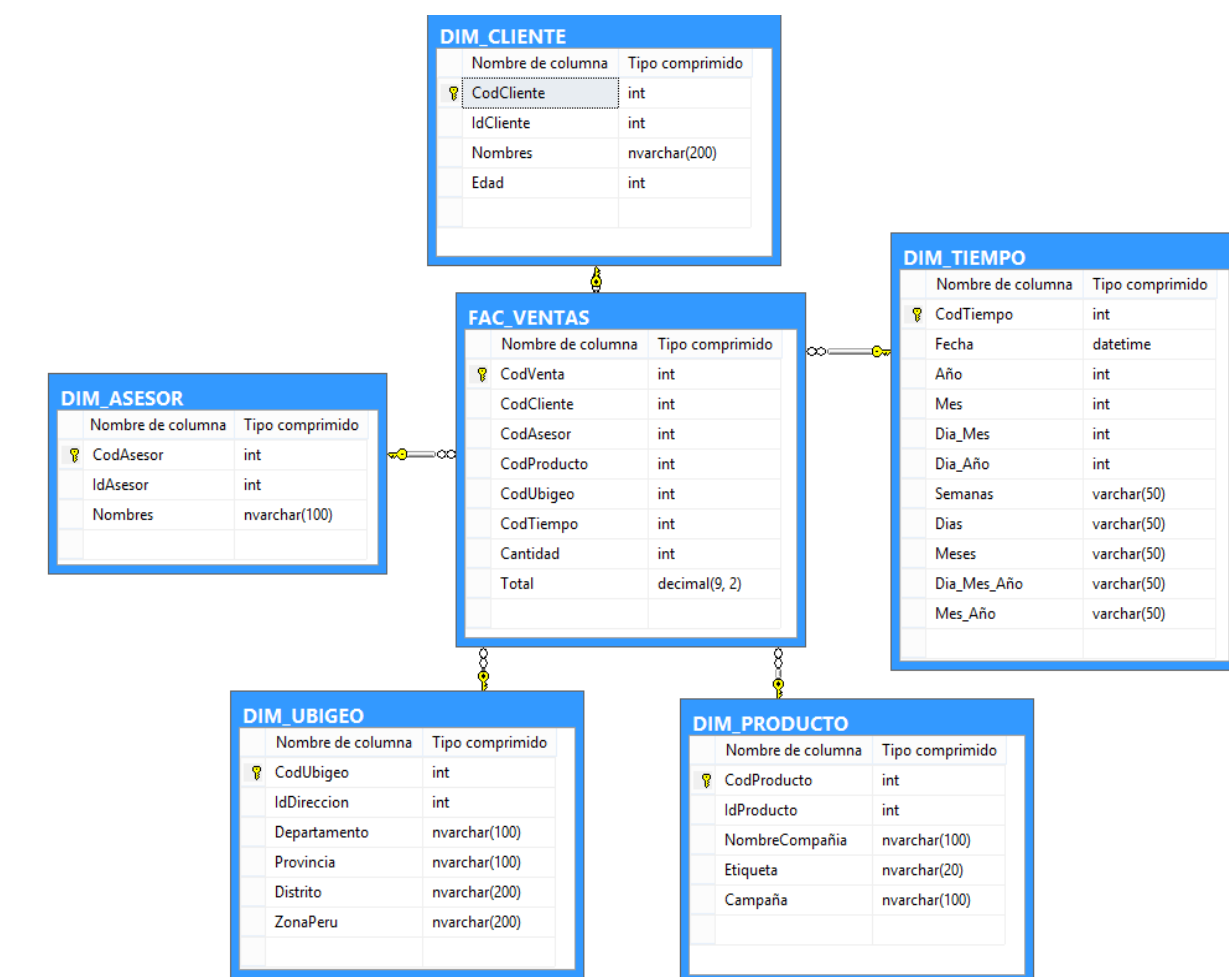 DIM_CLIENTE
Nombre de columna Tipo comprimido
CodCliente int
IdCliente int
Nombres nvarchar(200)
Edad int
DIM_TIEMPO
Nombre de columna Tipo comprimido
CodTiempo int
Fecha datetime
Año int
Mes int
Dia_Mes int
Dia_Año int
Semanas varchar(50)
Dias varchar(50)
Meses varchar(50)
Dia_Mes_Año varchar(50)
Mes_Año varchar(50)
FAC_VENTAS
Nombre de columna Tipo comprimido
CodVenta int
CodCliente int
CodAsesor int
CodProducto int
CodUbigeo int
CodTiempo int
Cantidad int
Total decimal(9, 2)
DIM_ASESOR
Nombre de columna Tipo comprimido
CodAsesor int
IdAsesor int
Nombres nvarchar(100)
DIM_UBIGEO
Nombre de columna Tipo comprimido
CodUbigeo int
IdDireccion int
Departamento nvarchar(100)
Provincia nvarchar(100)
Distrito nvarchar(200)
ZonaPeru nvarchar(200)
DIM_PRODUCTO
Nombre de columna Tipo comprimido
CodProducto int
IdProducto int
NombreCompañia nvarchar(100)
Etiqueta nvarchar(20)
Campaña nvarchar(100)